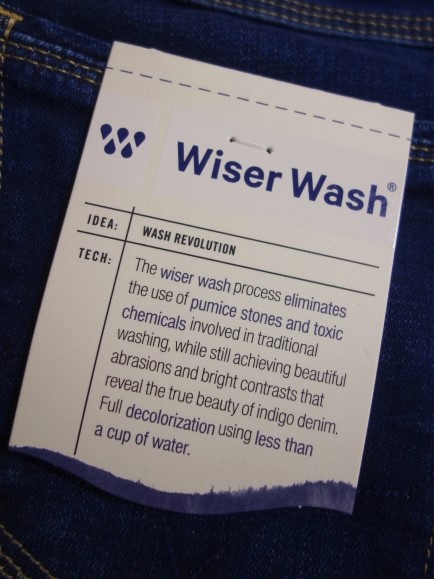 Wiser Wash®
IDEA: WASH REVOLUTION
TECH:
The wiser wash process eliminates
the use of pumice stones and toxic
chemicals involved in traditional
washing, while still achieving beautiful
abrasions and bright contrasts that
reveal the true beauty of indigo denim.
Full decolorization using less than
a cup of water.